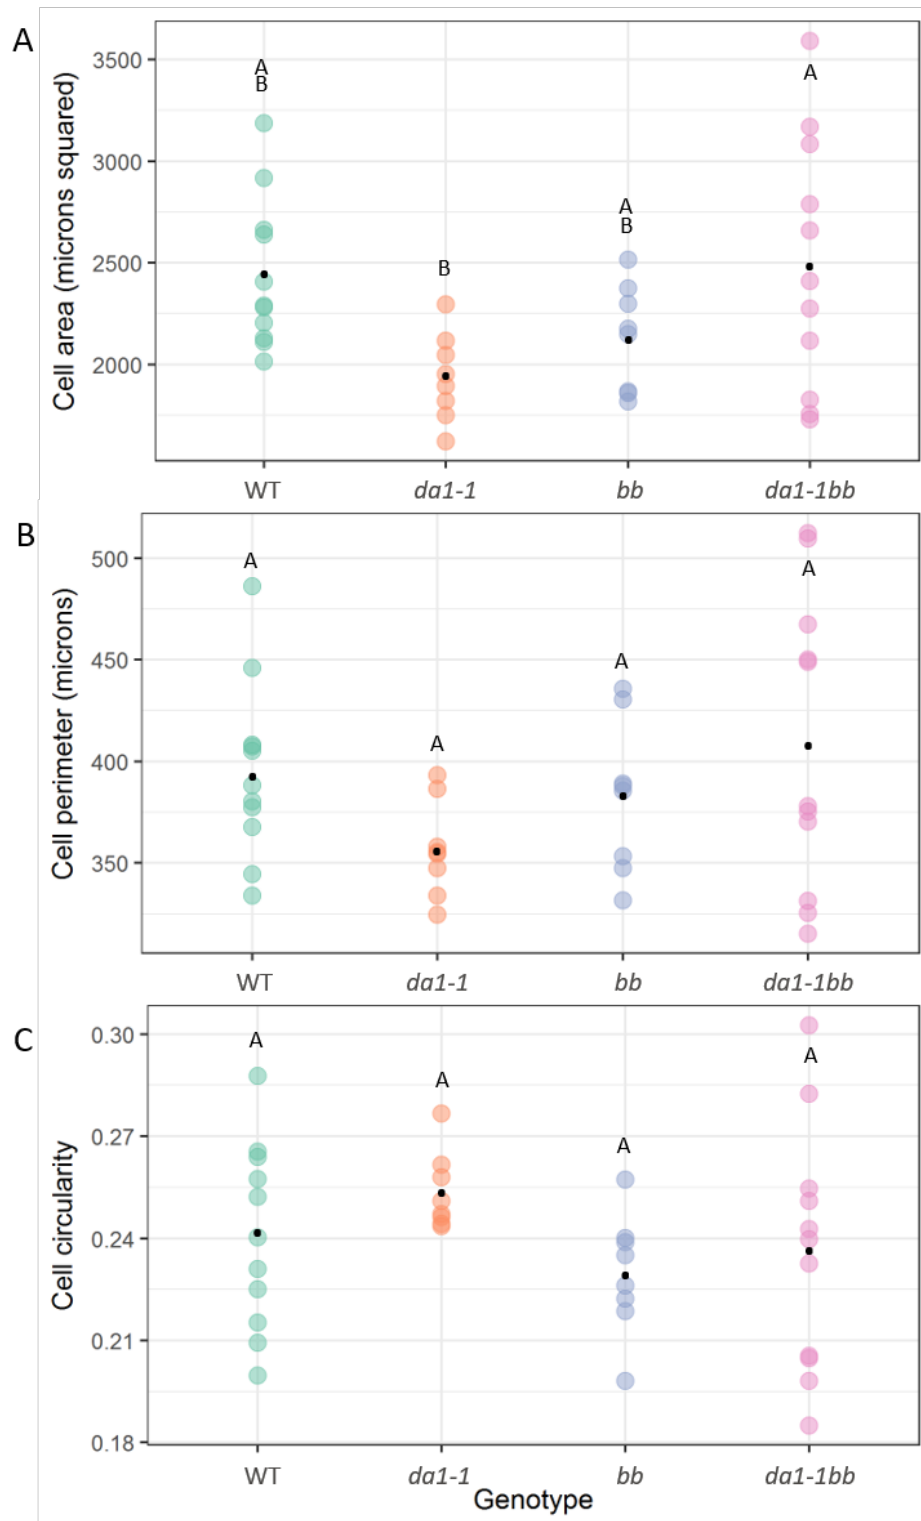 A
Cell area (microns squared)
3500
3000
2500
2000
A
B
B
A
B
A
WT da1-1 bb da1-1bb
B
Cell perimeter (microns)
500
450
400
350
A
A
A
A
WT da1-1 bb da1-1bb
C
Cell circularity
0.30
0.27
0.24
0.21
0.18
A
A
A
A
WT da1-1 bb da1-1bb
Genotype